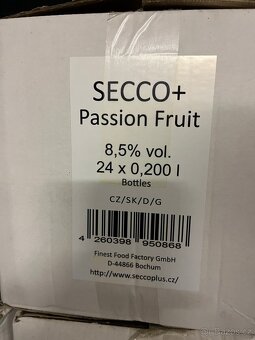 SECCO+
Passion Fruit
8,5% vol.
24 x 0,200 l
Bottles
CZ/SK/D/G
4 260398 950868
Finest Food Factory GmbH
D-44866 Bochum
http://www.seccoplus.cz/